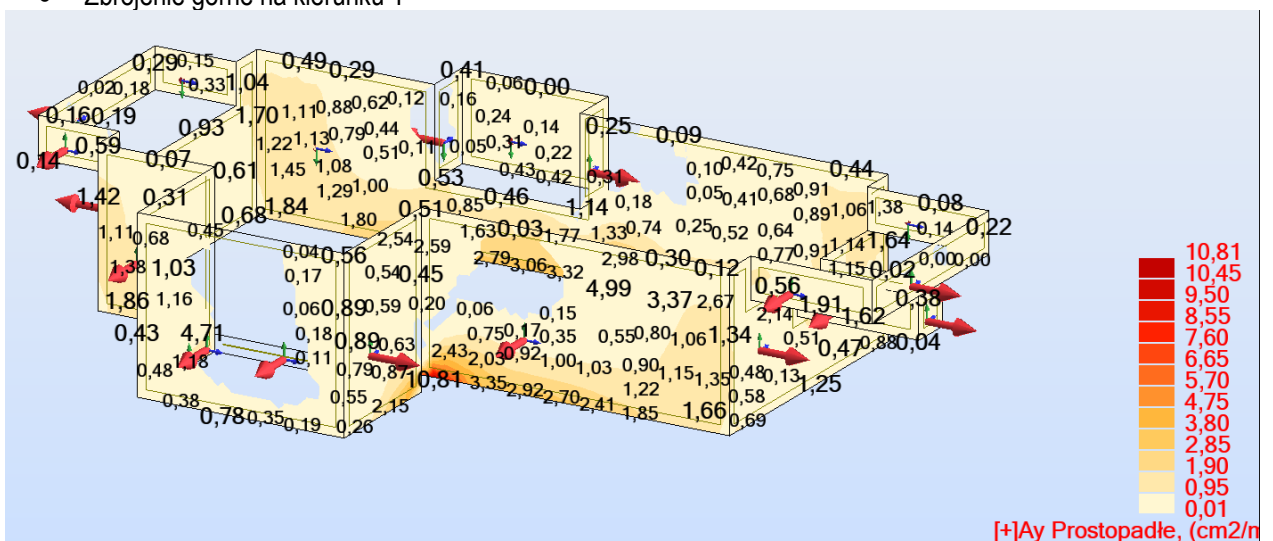 Zbrojenie górne na kierunku Y
0,29 0,15 0,49 0,29 0,41 0,06 0,00
0,02 0,18 0,33 1,04 0,16
0,16 0,19 0,93 1,70 1,11 0,88 0,62 0,12 0,24 0,14 0,25 0,09
0,14 0,59 0,07 0,61 1,22 1,13 0,79 0,44 0,51 0,11 0,05 0,31 0,22
1,45 1,08 0,43 0,42 0,31 0,10 0,42 0,75 0,44
1,42 0,31 1,29 1,00 0,53 0,46 0,05 0,41 0,68 0,91
0,68 1,84 1,80 0,51 0,85 1,14 0,18 0,89 1,06 1,38 0,08
1,11 0,68 0,45 2,54 2,59 1,63 0,03 1,77 1,33 0,74 0,25 0,52 0,64 1,64 0,14 0,22
1,38 1,03 0,04 0,56 0,54 0,45 2,79 3,06 3,32 2,98 0,30 0,12 0,77 0,91 1,14 1,15 0,02 0,00 0,00
0,17 4,99 3,37 2,67 0,56 1,91 0,38
1,86 1,16 0,06 0,89 0,59 0,20 0,06 0,15 2,14 1,62
0,43 4,71 0,18 0,89 0,63 0,75 0,17 0,35 0,55 0,80 1,06 1,34 0,51 0,47 0,88 0,04
0,48 1,18 0,11 0,79 0,87 2,43 2,03 0,92 1,00 1,03 0,90 1,15 1,35 0,48 0,13 1,25
0,38 0,55 10,81 3,35 2,92 2,70 2,41 1,22 0,58
0,78 0,35 0,19 0,26 2,15 1,85 1,66 0,69
10,81
10,45
9,50
8,55
7,60
6,65
5,70
4,75
3,80
2,85
1,90
0,95
0,01
[+]Ay Prostopadłe, (cm2/m